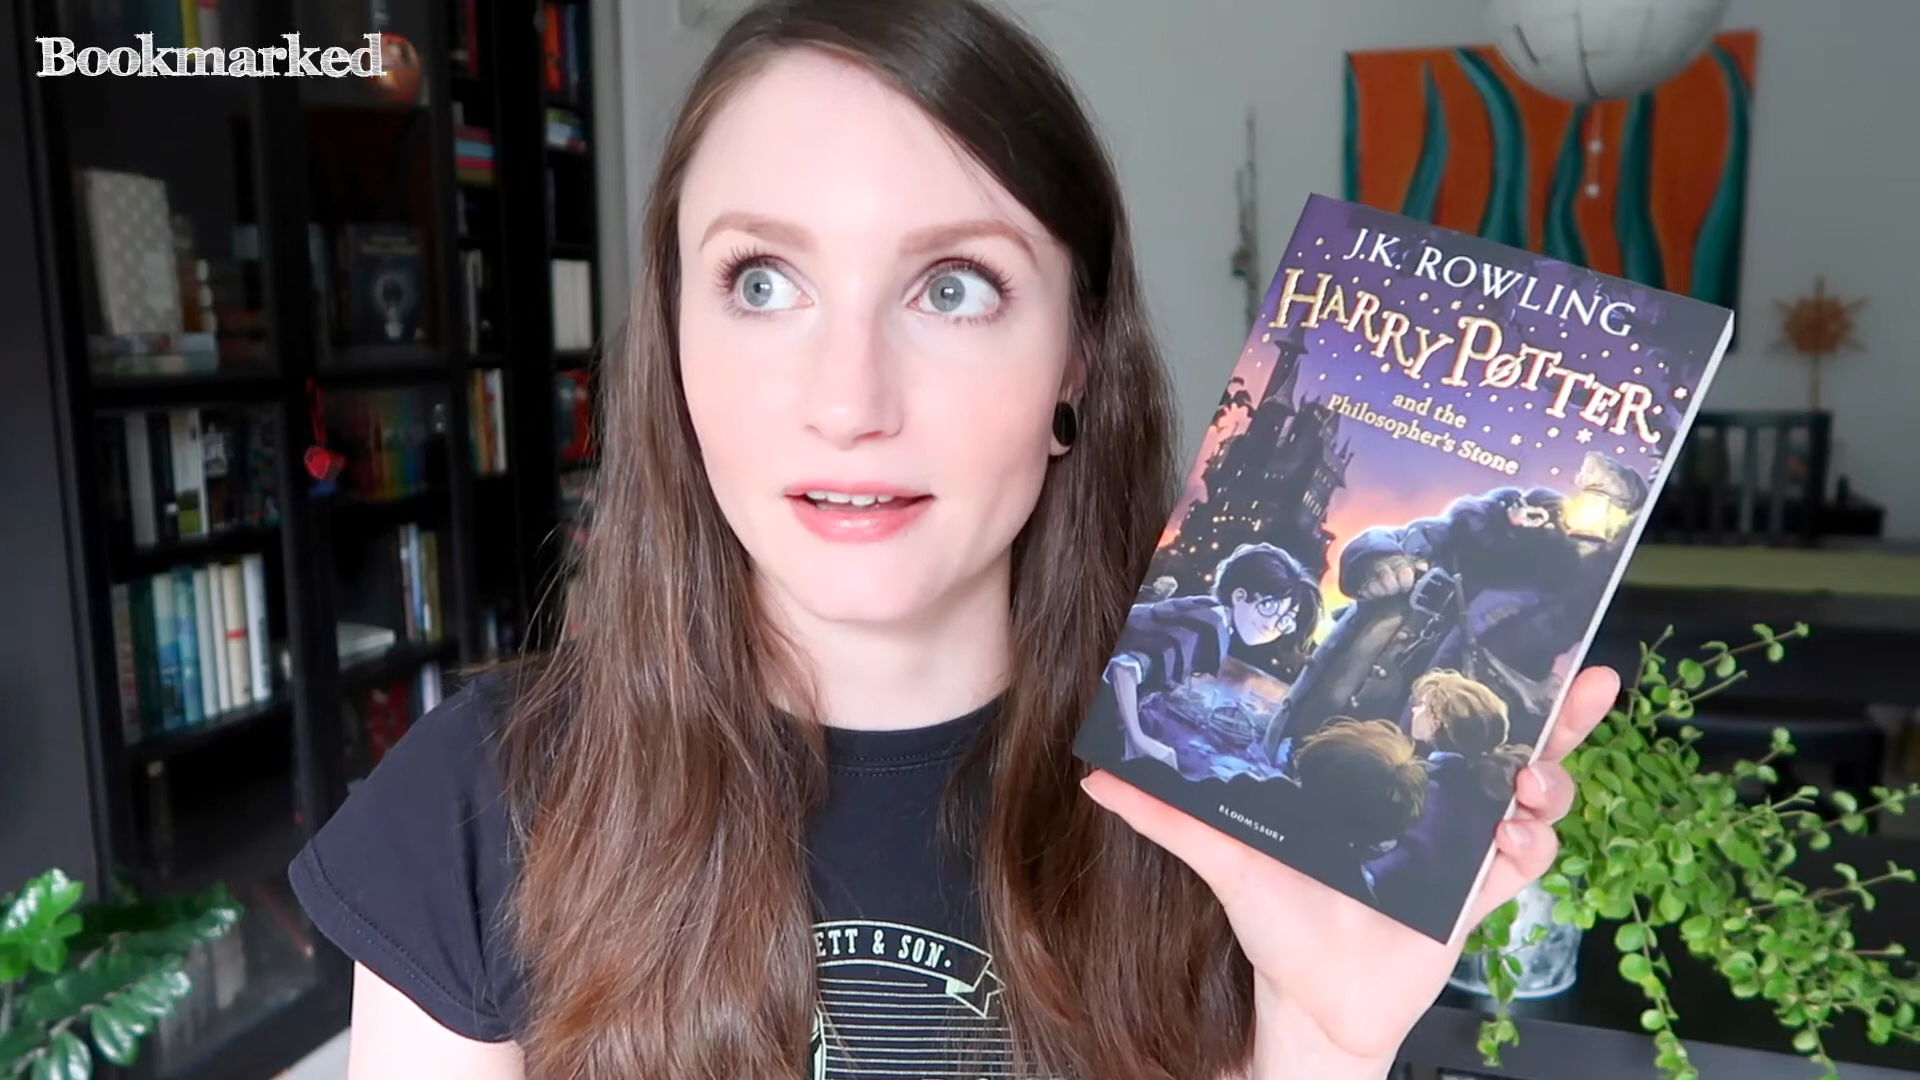 Bookmarked
J.K. ROWLING
HARRY POTTER
and the
Philosopher's Stone
BLOOMSBURY
ETT & SON.